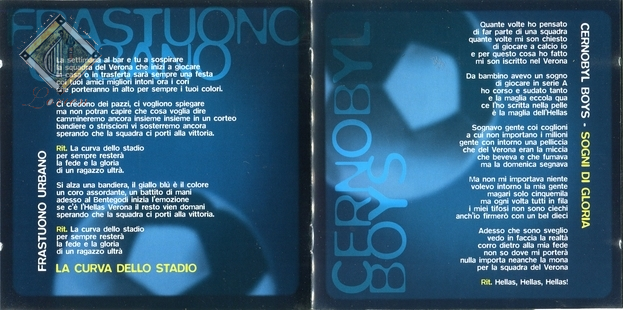 FRASTUONO
URBANO
La settimana al bar e tu a sospirare
la squadra del Verona che inizi a giocare
in casa o in trasferta sarà sempre una festa
poi tuoi amici migliori intoni ora i cori
che porteranno in alto per sempre i tuoi colori.
Ci credono dei pazzi, ci vogliono spiegare
ma non potran capire che cosa voglia dire
cammineremo ancora insieme insieme in un corteo
bandiere o striscioni vi sosterremo ancora
sperando che la squadra ci porti alla vittoria.
Rit. La curva dello stadio
per sempre resterà
la fede e la gloria
di un ragazzo ultrà.
Si alza una bandiera, il giallo blú è il colore
un coro assordante, un battito di mani
adesso al Bentegodi inizia l'emozione
se c'è l'Hellas Verona il resto vien domani
sperando che la squadra ci porti alla vittoria.
Rit. La curva dello stadio
per sempre resterà
la fede e la gloria
di un ragazzo ultrà
FRASTUONO URBANO
LA CURVA DELLO STADIO
CERNOBYL
BOYS
Quante volte ho pensato
di far parte di una squadra
quante volte mi son chiesto
di giocare a calcio io
e per questa cosa ho fatto
mi son iscritto nel Verona
Da bambino avevo un sogno
di giocare in serie A
ho corso e sudato tanto
e la maglia eccola qua
ce l'ho scritta nella pelle
è la maglia dell'Hellas
Sognavo gente coi coglioni
a cui non importano i milioni
gente con intorno una pelliccia
che del Verona eran la miccia
che beveva e che fumava
ma la domenica segnava
Ma non mi importava niente
volevo intorno la mia gente
magari solo cinquemila
ma ogni volta tutti in fila
i miei tifosi non sono ciechi
anch'io firmerò con un bel dieci
Adesso che sono sveglio
vedo in faccia la realtà
corro dietro alla mia fede
non so dove mi porterà
nulla importa neanche la mona
per la squadra del Verona
Rit. Hellas, Hellas, Hellas!
CERNOBYL BOYS - SOGNI DI GLORIA